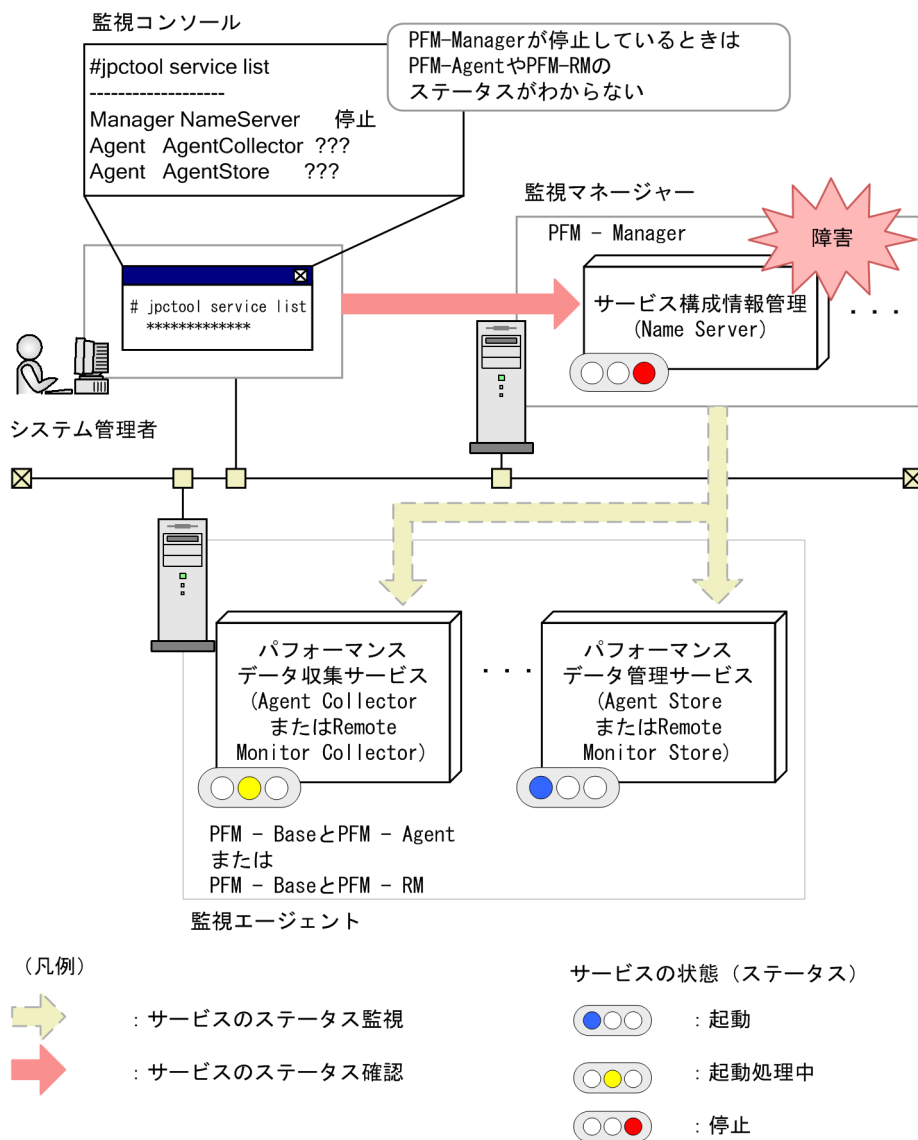 監視コンソール
#jpctool service list
-------------------
Manager NameServer 停止
Agent AgentCollector ???
Agent AgentStore ???
PFM-Managerが停止しているときは
PFM-AgentやPFM-RMの
ステータスがわからない
監視マネージャー
PFM - Manager
障害
サービス構成情報管理
(Name Server)
・・・
# jpctool service list
*************
システム管理者
パフォーマンス
データ収集サービス
(Agent Collector
またはRemote
Monitor Collector)
・・・
パフォーマンス
データ管理サービス
(Agent Store
またはRemote
Monitor Store)
PFM - BaseとPFM - Agent
または
PFM - BaseとPFM - RM
監視エージェント
（凡例）
：サービスのステータス監視
：サービスのステータス確認
サービスの状態（ステータス）
：起動
：起動処理中
：停止